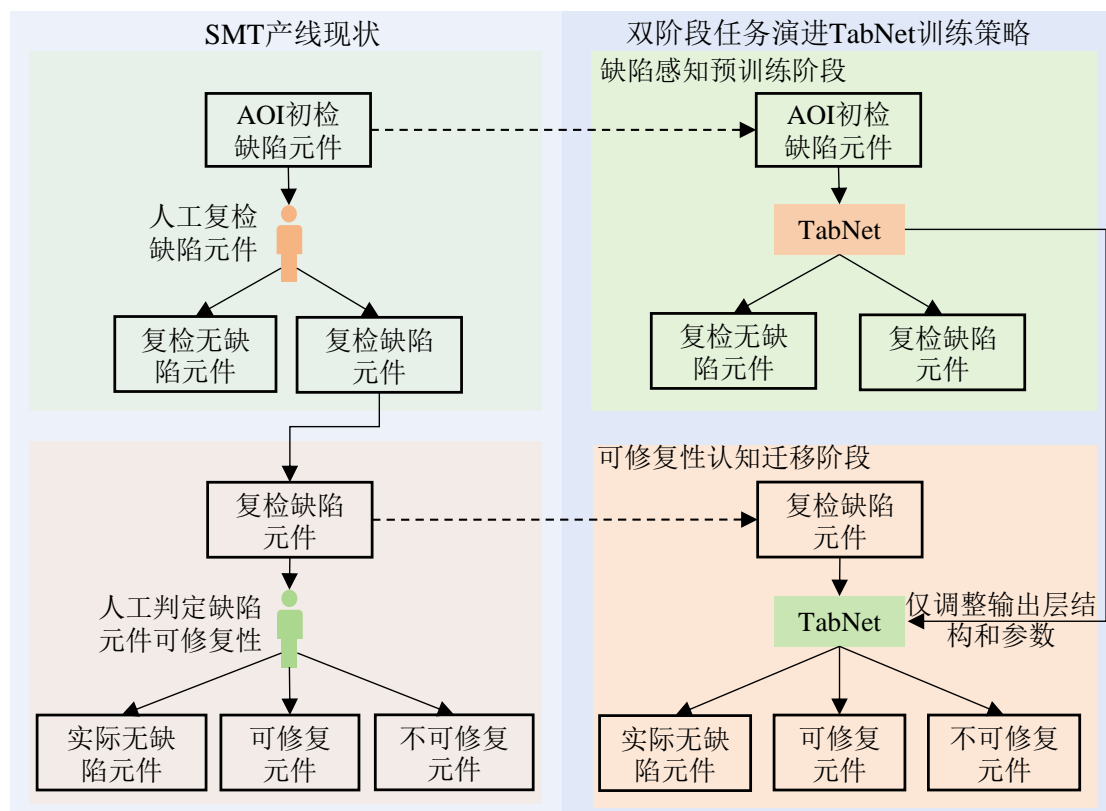 SMT产线现状
AOI初检
缺陷元件
人工复检
缺陷元件
复检无缺
陷元件
复检缺陷
元件
复检缺陷
元件
人工判定缺陷
元件可修复性
实际无缺
陷元件
可修复
元件
不可修复
元件
双阶段任务演进TabNet训练策略
缺陷感知预训练阶段
AOI初检
缺陷元件
TabNet
复检无缺
陷元件
复检缺陷
元件
可修复性认知迁移阶段
复检缺陷
元件
TabNet
仅调整输出层结
构和参数
实际无缺
陷元件
可修复
元件
不可修复
元件